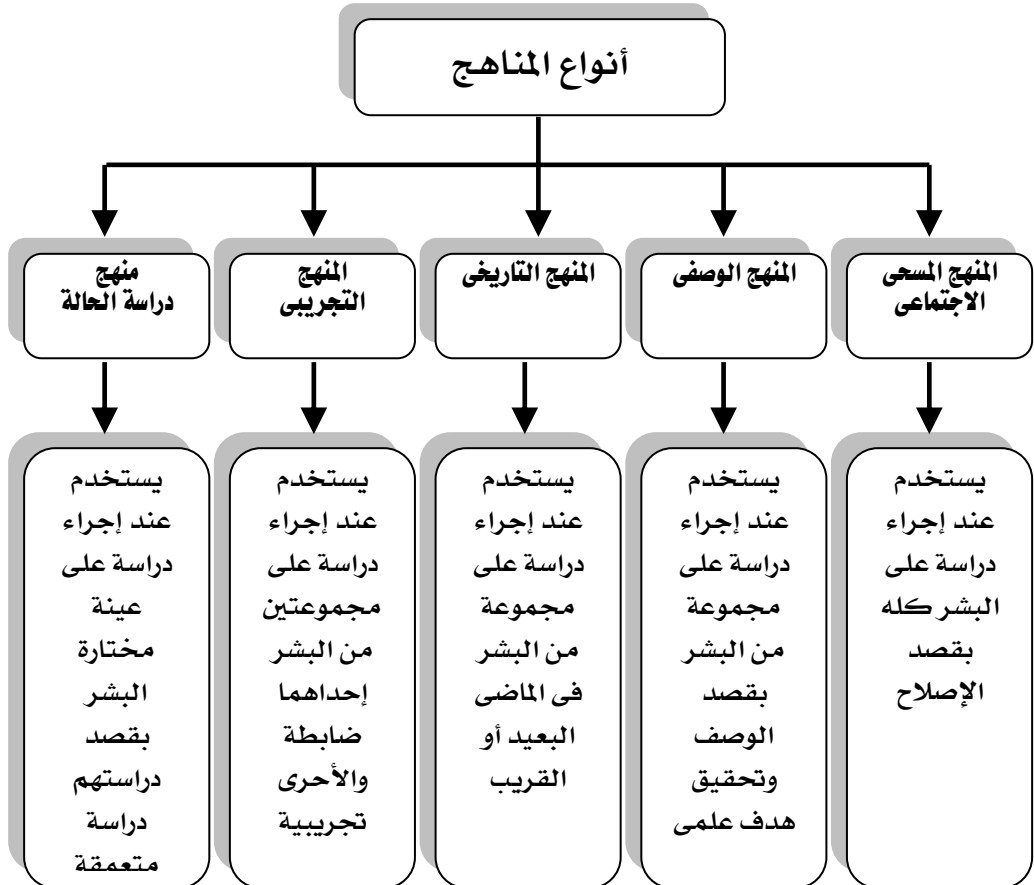 أنواع المناهج
المنهج المسحى
الاجتماعى
المنهج الوصفى
المنهج التاريخى
المنهج
التجريبى
منهج
دراسة الحالة
يستخدم
عند إجراء
دراسة على
البشر كله
بقصد
الإصلاح
يستخدم
عند إجراء
دراسة على
مجموعة
من البشر
بقصد
الوصف
وتحقيق
هدف علمى
يستخدم
عند إجراء
دراسة على
مجموعة
من البشر
فى الماضى
البعيد أو
القريب
يستخدم
عند إجراء
دراسة على
مجموعتين
من البشر
إحداهما
ضابطة
والأحرى
تجريبية
يستخدم
عند إجراء
دراسة على
عينة
مختارة
البشر
بقصد
دراستهم
دراسة
متعمقة